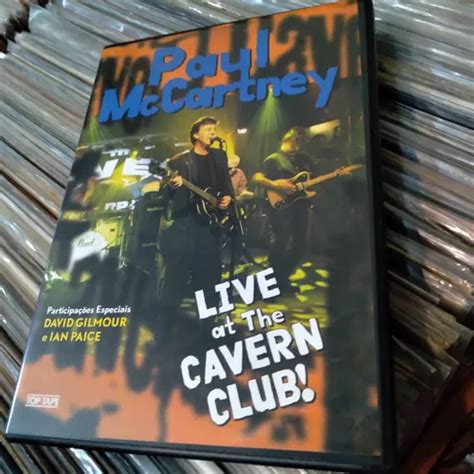 Paul
McCartney
Participações Especiais
DAVID GILMOUR
e IAN PAICE
LIVE
at The
CAVERN
CLUB!
TOP TAPE